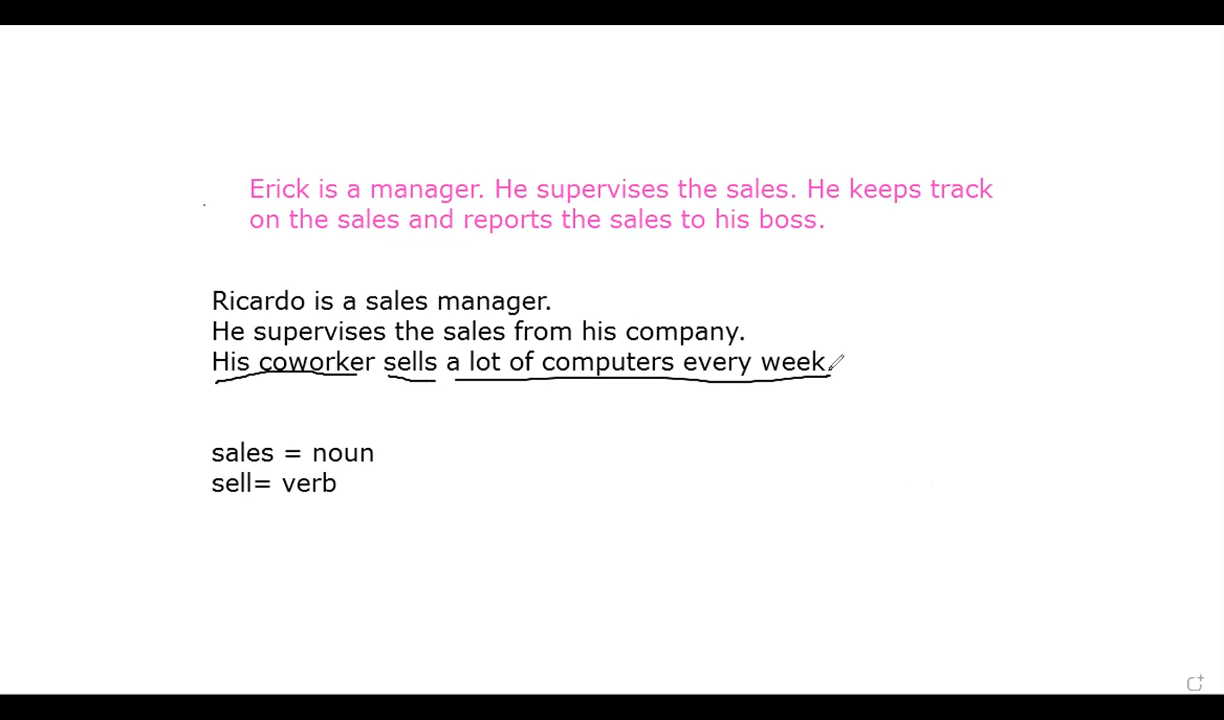 Erick is a manager. He supervises the sales. He keeps track
on the sales and reports the sales to his boss.
Ricardo is a sales manager.
He supervises the sales from his company.
His coworker sells a lot of computers every week.
sales = noun
sell= verb